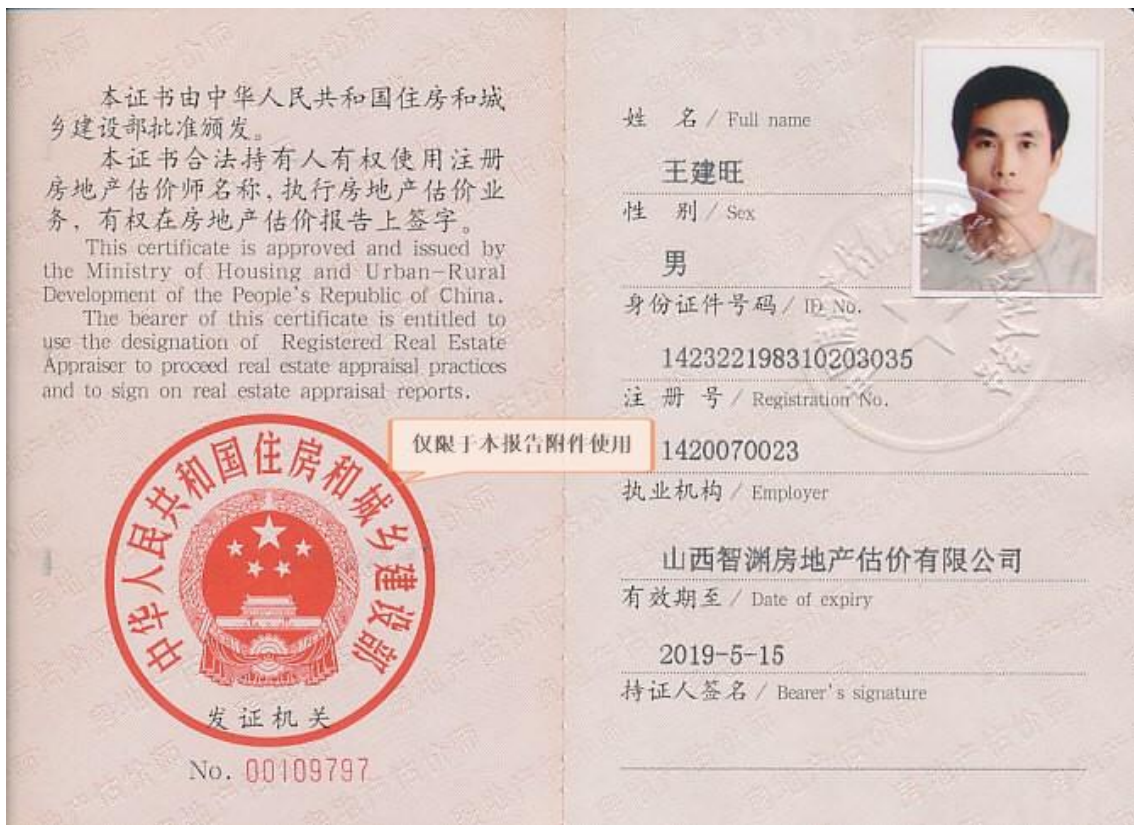 本证书由中华人民共和国住房和城
乡建设部批准颁发。
本证书合法持有人有权使用注册
房地产估价师名称,执行房地产估价业
务,有权在房地产估价报告上签字。
This certificate is approved and issued by
the Ministry of Housing and Urban-Rural
Development of the People's Republic of China.
The bearer of this certificate is entitled to
use the designation of Registered Real Estate
Appraiser to proceed real estate appraisal practices
and to sign on real estate appraisal reports.
中华人民共和国住房和城乡建设部
发证机关
No. 00109797
仅限于本报告附件使用
姓 名 / Full name
王建旺
性 别 / Sex
男
身份证件号码 / ID No.
142322198310203035
注 册 号 / Registration No.
1420070023
执业机构 / Employer
山西智渊房地产估价有限公司
有效期至 / Date of expiry
2019-5-15
持证人签名 / Bearer's signature